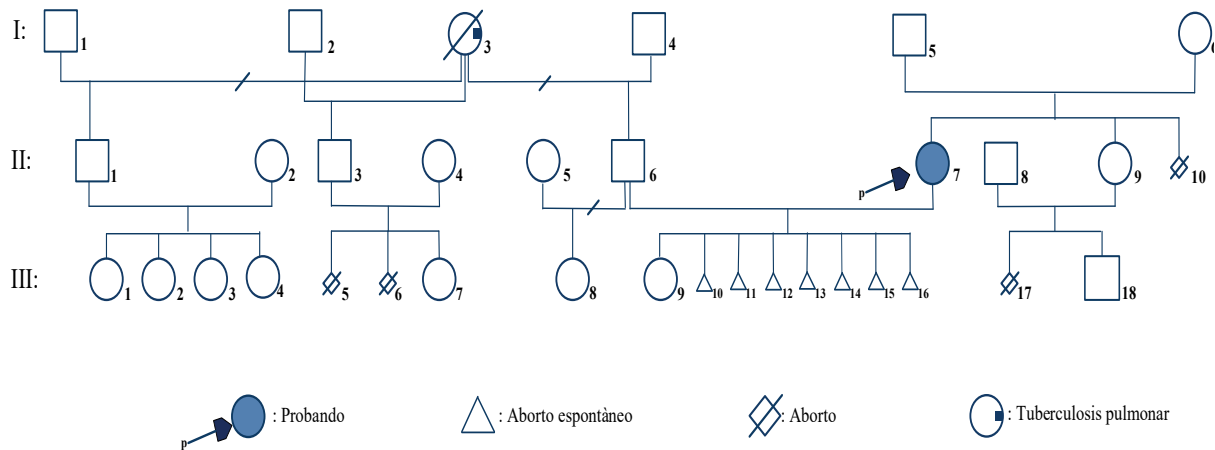 I:
1 2 3 4 5 6
II:
1 2 3 4 5 6 7 8 9 10
p
III:
1 2 3 4 5 6 7 8 9 10 11 12 13 14 15 16 17 18
p : Probando : Aborto espontàneo : Aborto : Tuberculosis pulmonar